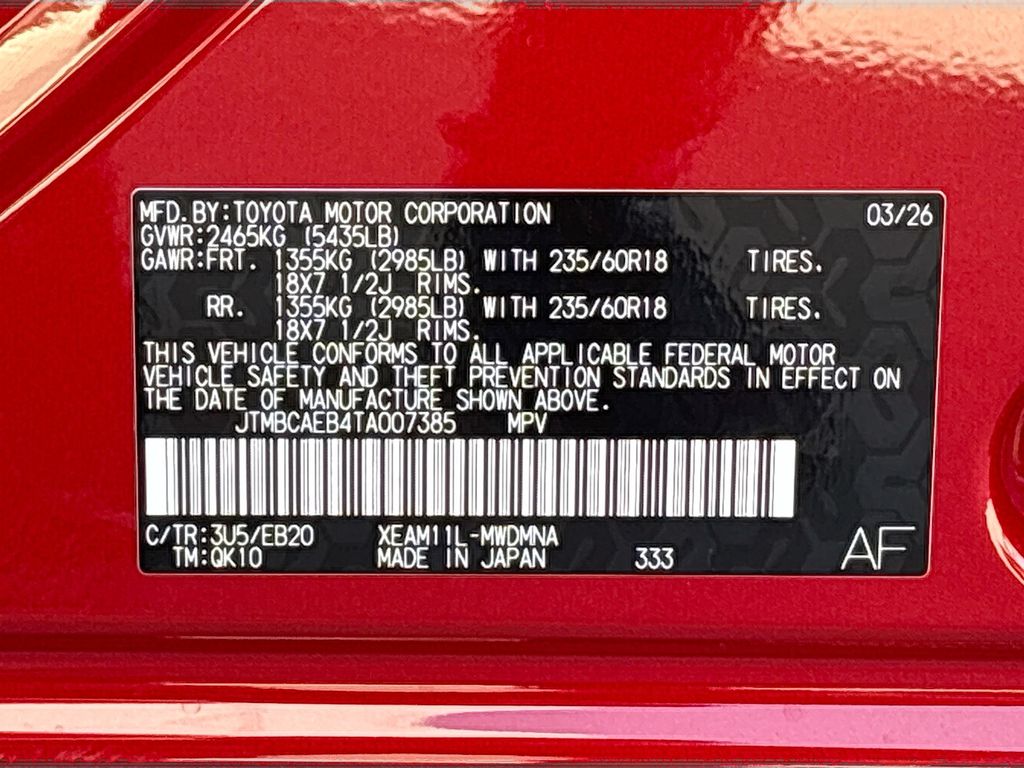 MFD.BY:TOYOTA MOTOR CORPORATION 03/26
GVWR:2465KG (5435LB)
GAWR:FRT. 1355KG (2985LB) WITH 235/60R18 TIRES.
18X7 1/2J RIMS.
RR. 1355KG (2985LB) WITH 235/60R18 TIRES.
18X7 1/2J RIMS.
THIS VEHICLE CONFORMS TO ALL APPLICABLE FEDERAL MOTOR
VEHICLE SAFETY AND THEFT PREVENTION STANDARDS IN EFFECT ON
THE DATE OF MANUFACTURE SHOWN ABOVE.
JTMBCAEB4TA007385 MPV
C/TR:3U5/EB20 XEAM11L-MWDMNA
TM:QK10 MADE IN JAPAN 333 AF